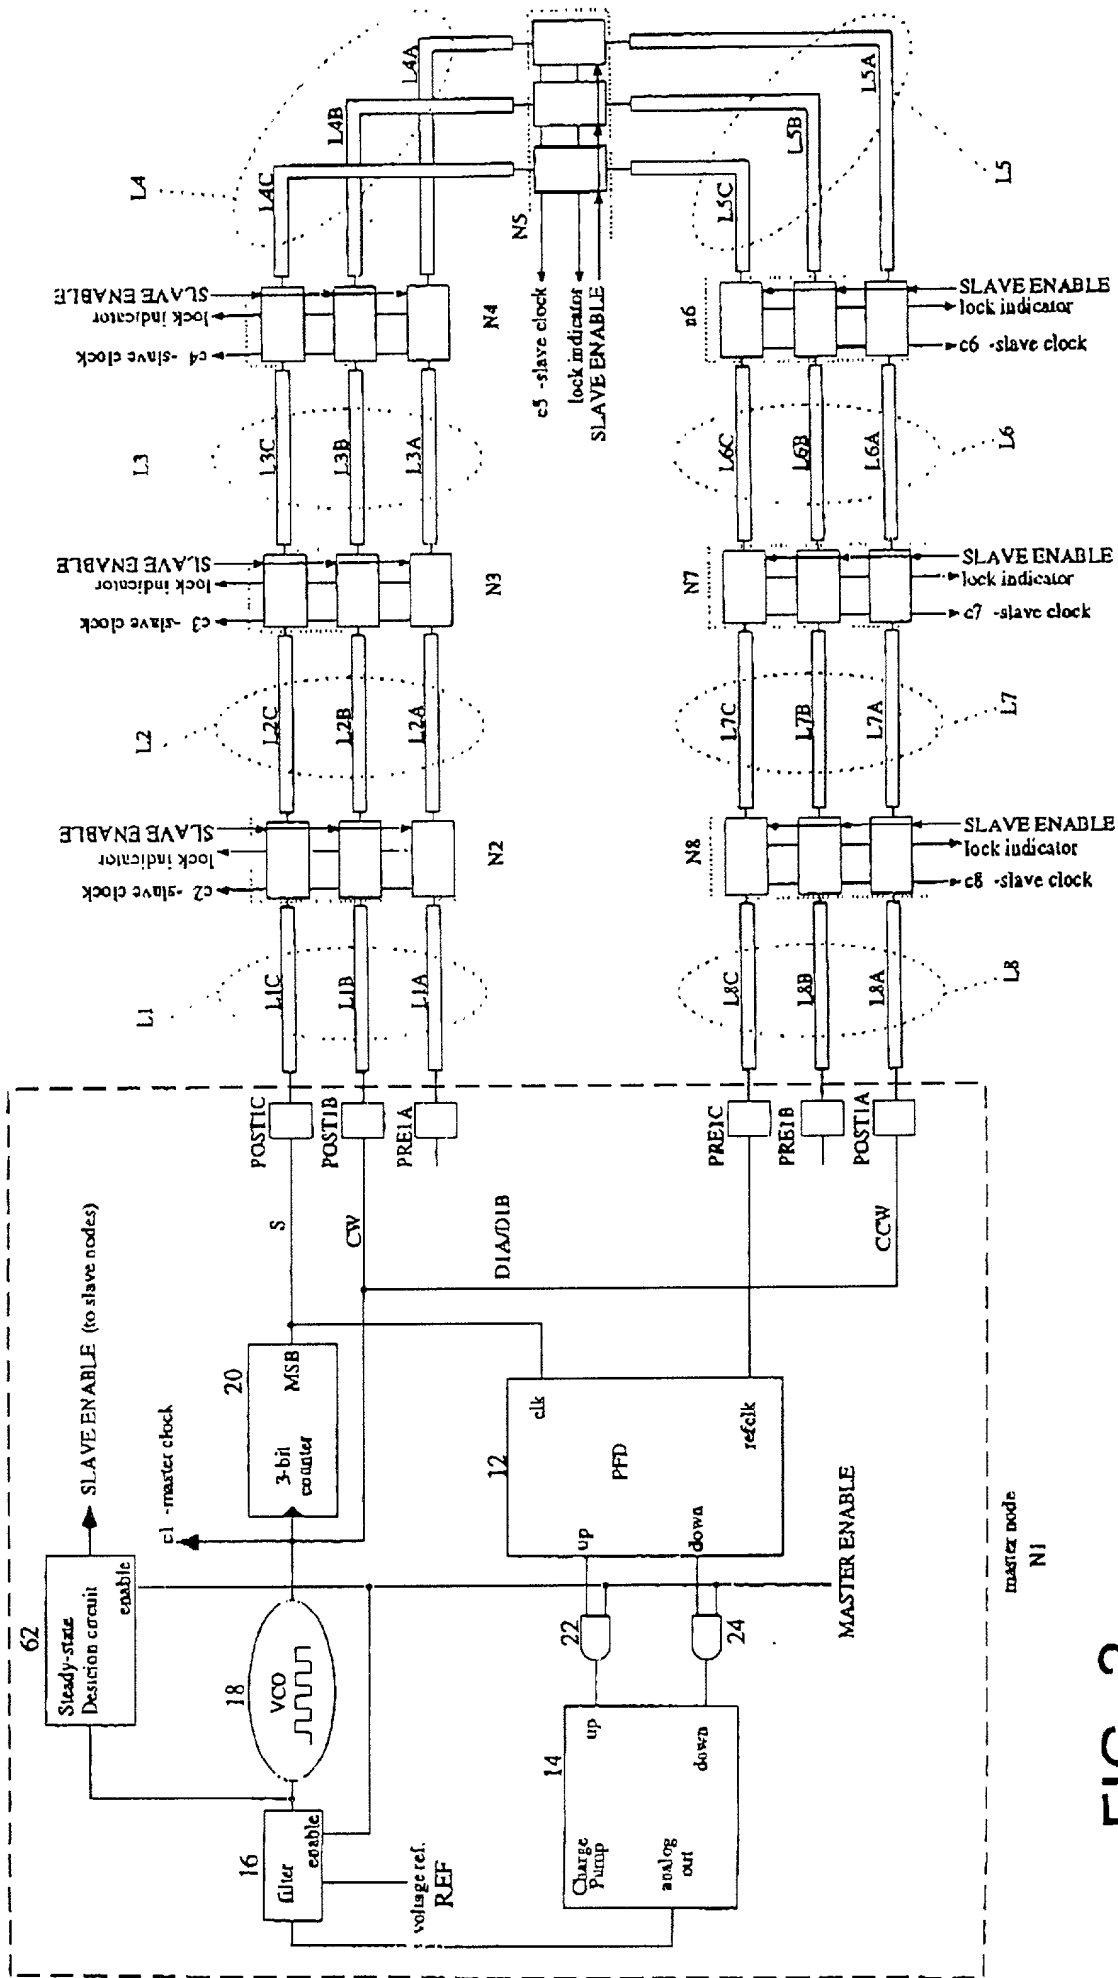 62
Steady-state
Desicion circuit
enable
SLAVE ENABLE (to slave nodes)
c1 -master clock
16
filter
enable
voltage ref.
REF
18
VCO
20
3-bit
counter
MSB
S
CW
D1A/D1B
CCW
14
Charge
Pump
analog
out
up
down
22
24
MASTER ENABLE
12
PFD
up
down
clk
refclk
POST1C
POST1B
PRE1A
PRE1C
PRE1B
POST1A
master node
N1
L1
L1C
L1B
L1A
c2 -slave clock
lock indicator
SLAVE ENABLE
N2
L2
L2C
L2B
L2A
c3 -slave clock
lock indicator
SLAVE ENABLE
N3
L3
L3C
L3B
L3A
c4 -slave clock
lock indicator
SLAVE ENABLE
N4
L4
L4C
L4B
L4A
N5
c5 -slave clock
lock indicator
SLAVE ENABLE
L5C
L5B
L5A
L5
n6
SLAVE ENABLE
lock indicator
c6 -slave clock
L6C
L6B
L6A
L6
N7
SLAVE ENABLE
lock indicator
c7 -slave clock
L7C
L7B
L7A
L7
N8
SLAVE ENABLE
lock indicator
c8 -slave clock
L8C
L8B
L8A
L8